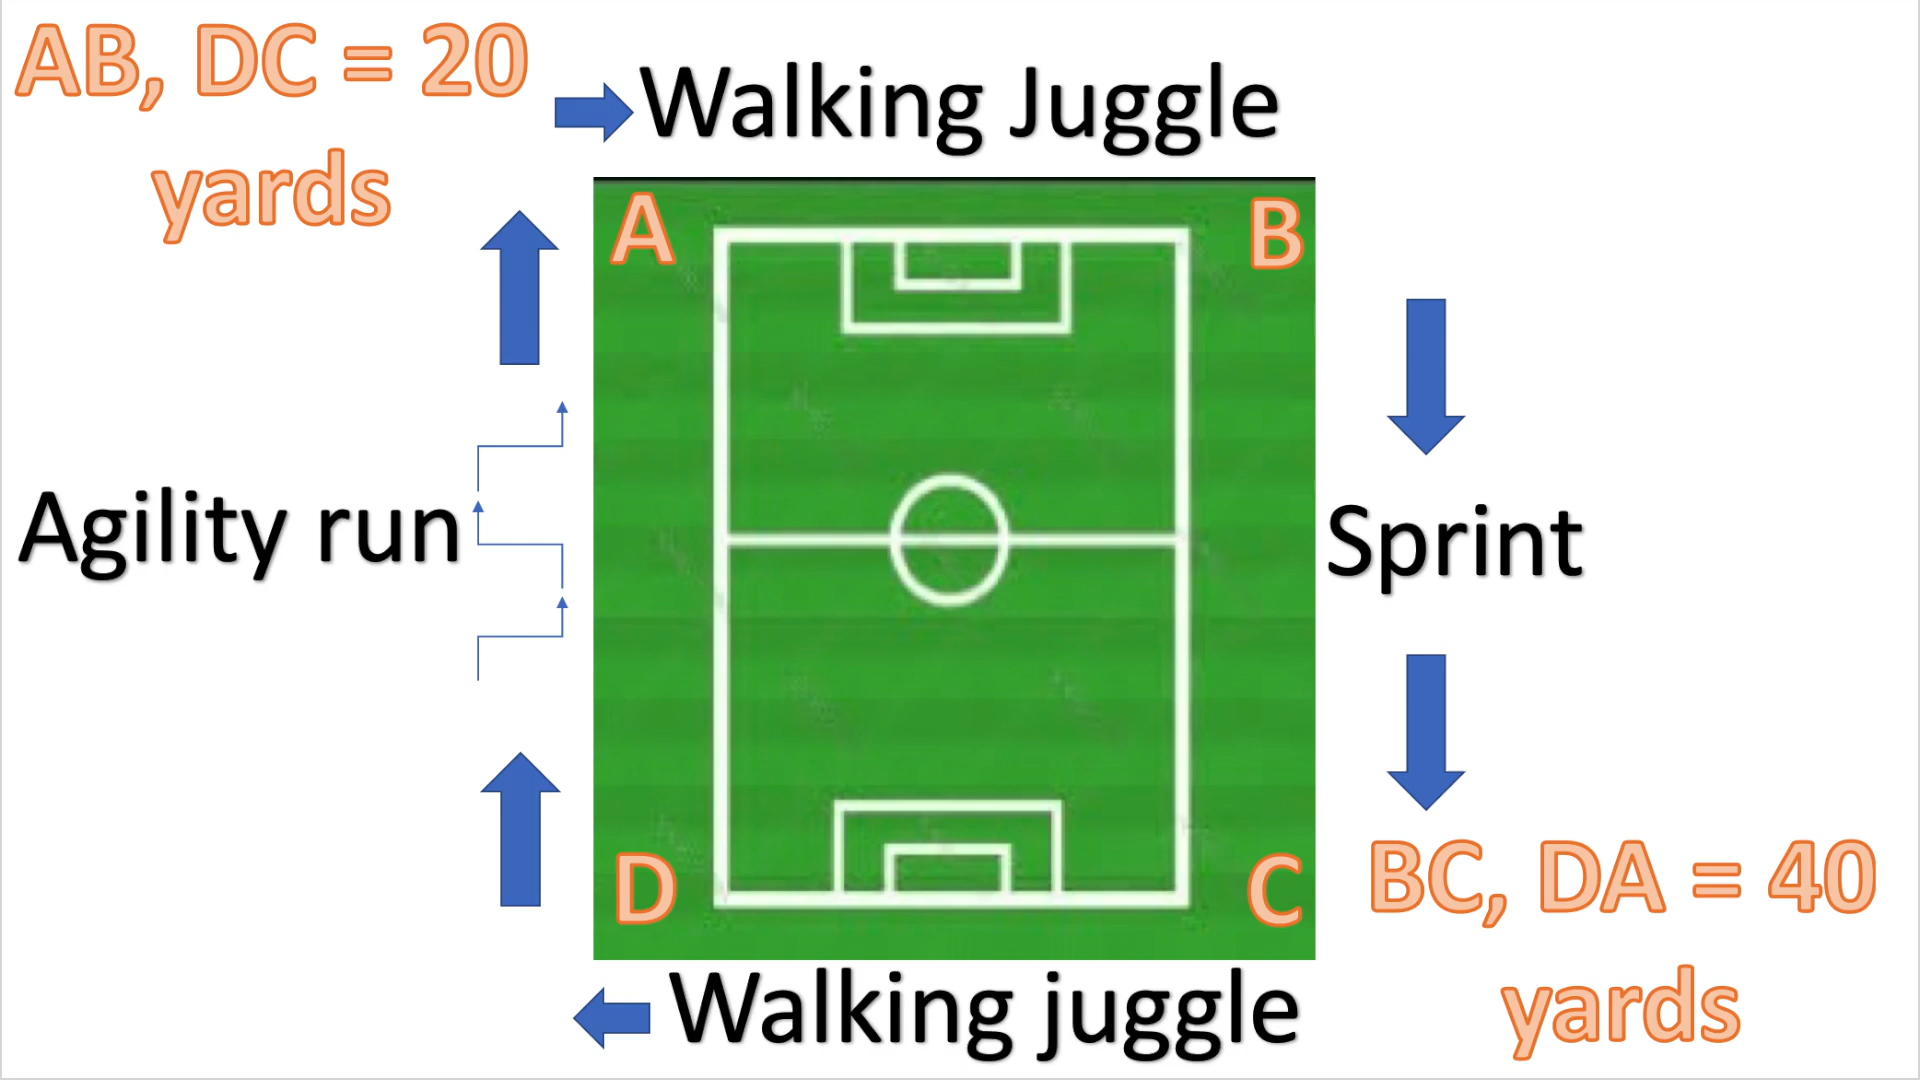 AB, DC = 20
yards
Walking Juggle
A
B
Agility run
Sprint
D
C
BC, DA = 40
yards
Walking juggle